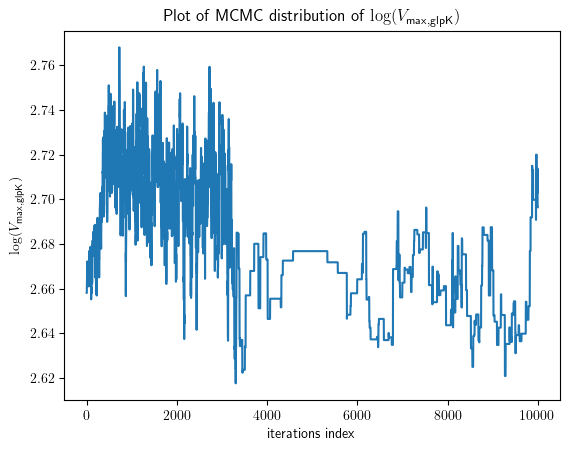 Plot of MCMC distribution of log(V_max,glpK)
2.76
2.74
2.72
2.70
2.68
2.66
2.64
2.62
log(V_max,glpK)
0 2000 4000 6000 8000 10000
iterations index